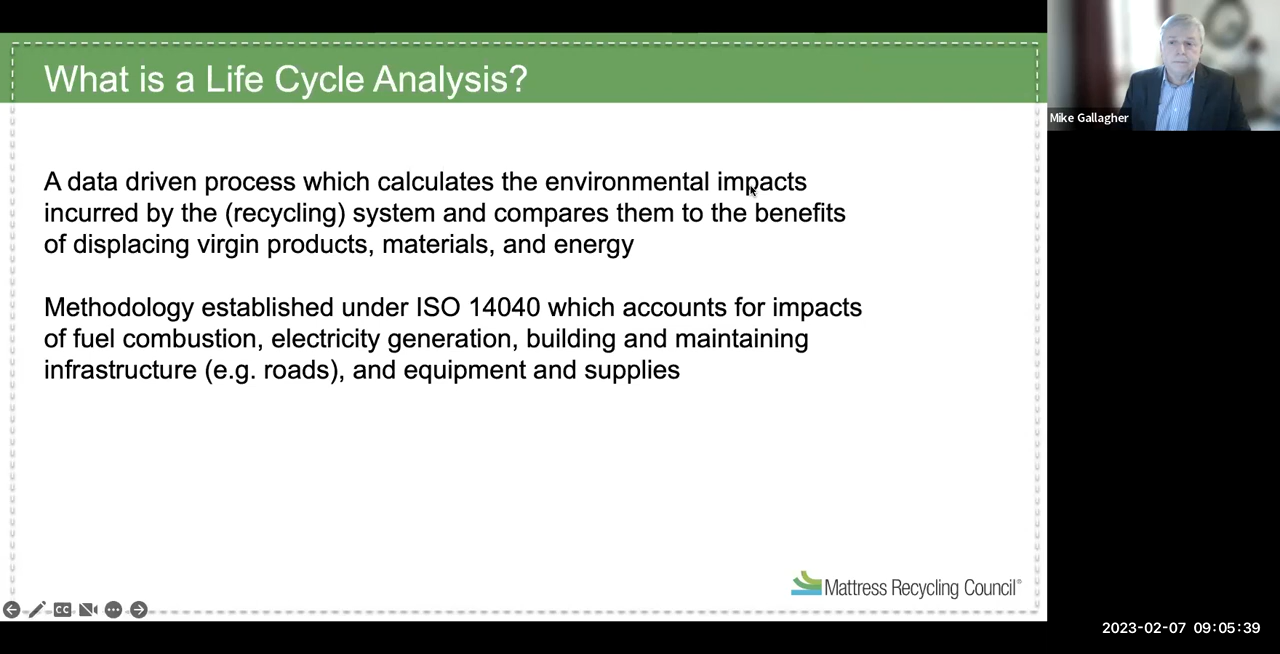 What is a Life Cycle Analysis?
Mike Gallagher
A data driven process which calculates the environmental impacts
incurred by the (recycling) system and compares them to the benefits
of displacing virgin products, materials, and energy
Methodology established under ISO 14040 which accounts for impacts
of fuel combustion, electricity generation, building and maintaining
infrastructure (e.g. roads), and equipment and supplies
Mattress Recycling Council®
CC
2023-02-07 09:05:39